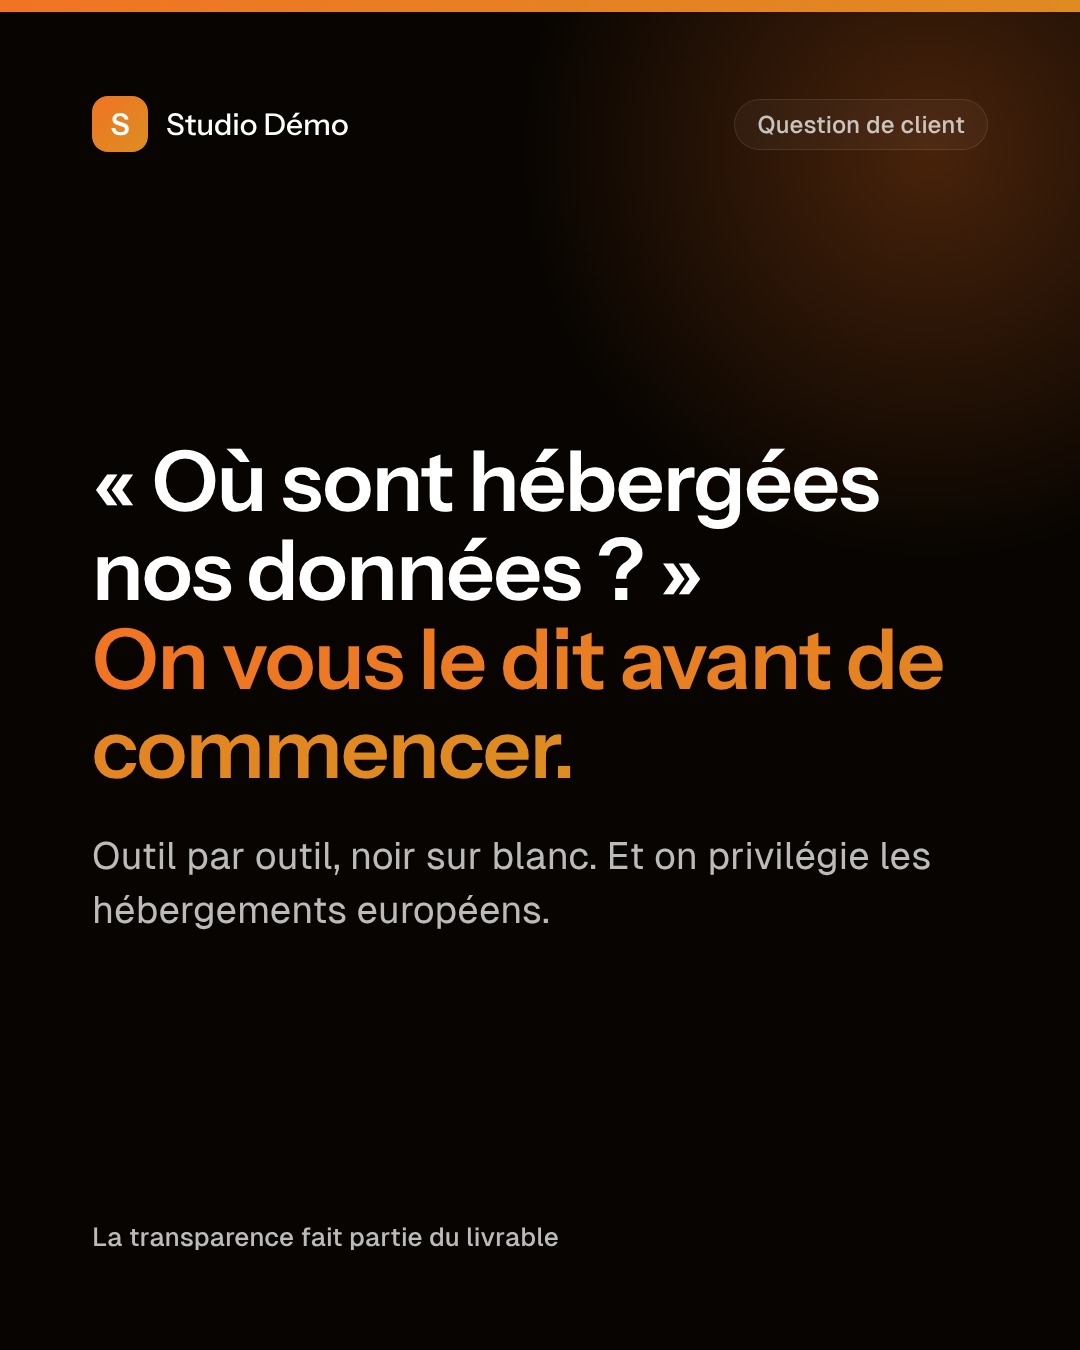 S Studio Démo
Question de client
« Où sont hébergées
nos données ? »
On vous le dit avant de
commencer.
Outil par outil, noir sur blanc. Et on privilégie les
hébergements européens.
La transparence fait partie du livrable